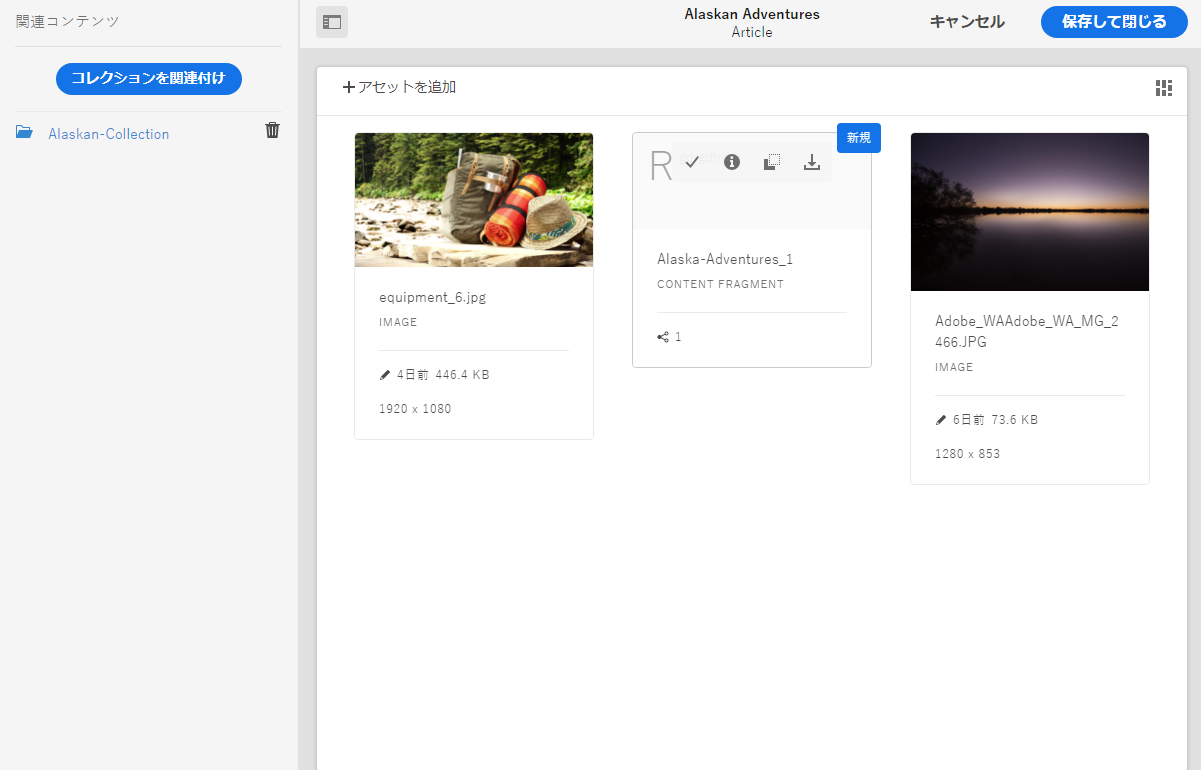 関連コンテンツ
コレクションを関連付け
Alaskan-Collection
Alaskan Adventures
Article
キャンセル
保存して閉じる
アセットを追加
equipment_6.jpg
IMAGE
4日前 446.4 KB
1920 x 1080
新規
R
Alaska-Adventures_1
CONTENT FRAGMENT
1
Adobe_WAAdobe_WA_MG_2
466.JPG
IMAGE
6日前 73.6 KB
1280 x 853